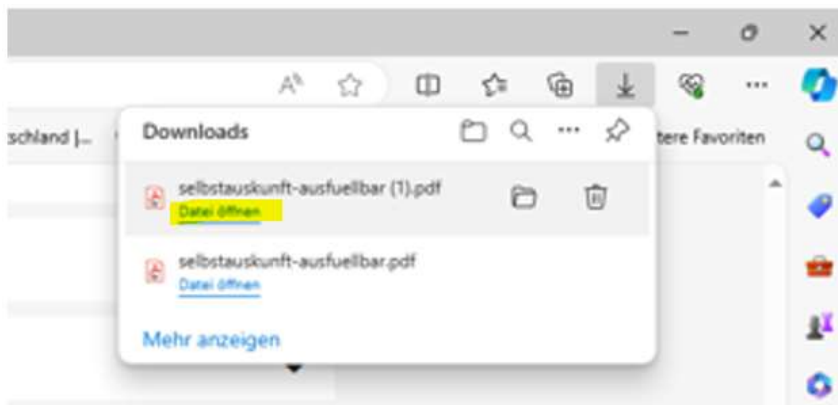 A
schland |...
Downloads
tere Favoriten
selbstauskunft-ausfuellbar (1).pdf
Datei öffnen
selbstauskunft-ausfuellbar.pdf
Datei öffnen
Mehr anzeigen